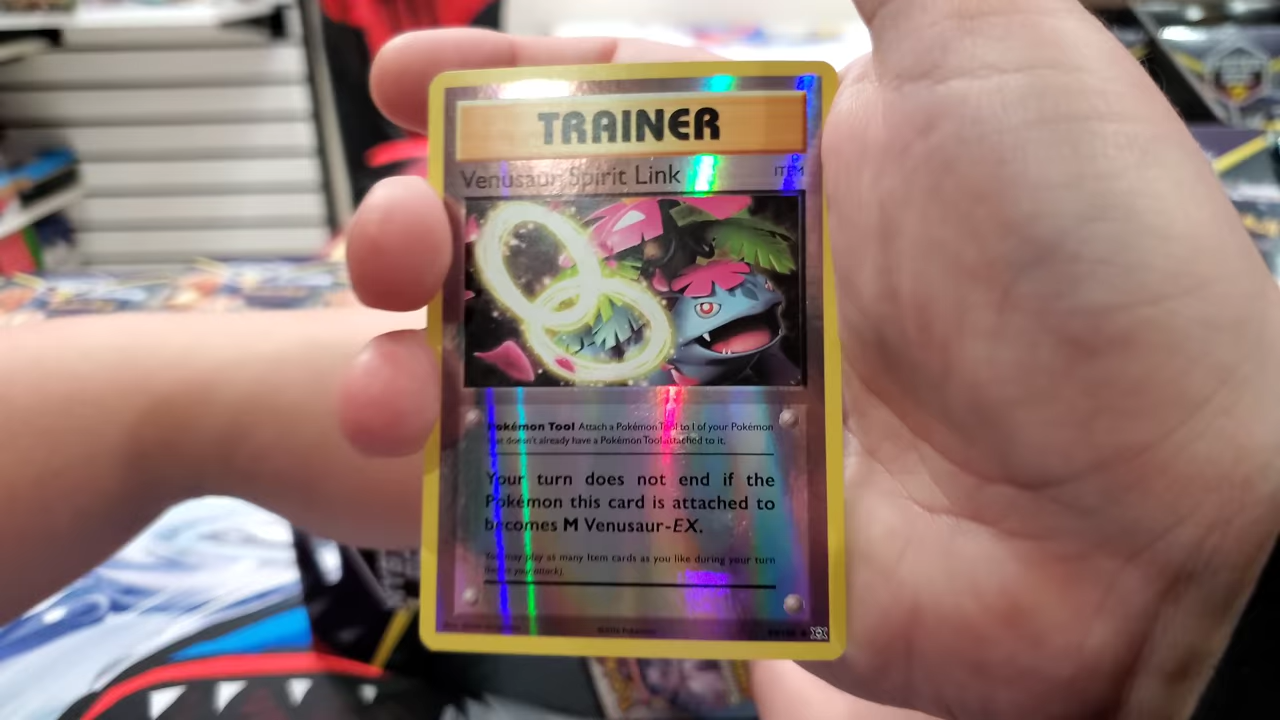 TRAINER
Venusaur Spirit Link ITEM
Pokémon Tool Attach a Pokémon Tool to 1 of your Pokémon
that doesn't already have a Pokémon Tool attached to it.
Your turn does not end if the
Pokémon this card is attached to
becomes M Venusaur-EX.
You may play as many Item cards as you like during your turn
(before your attack).